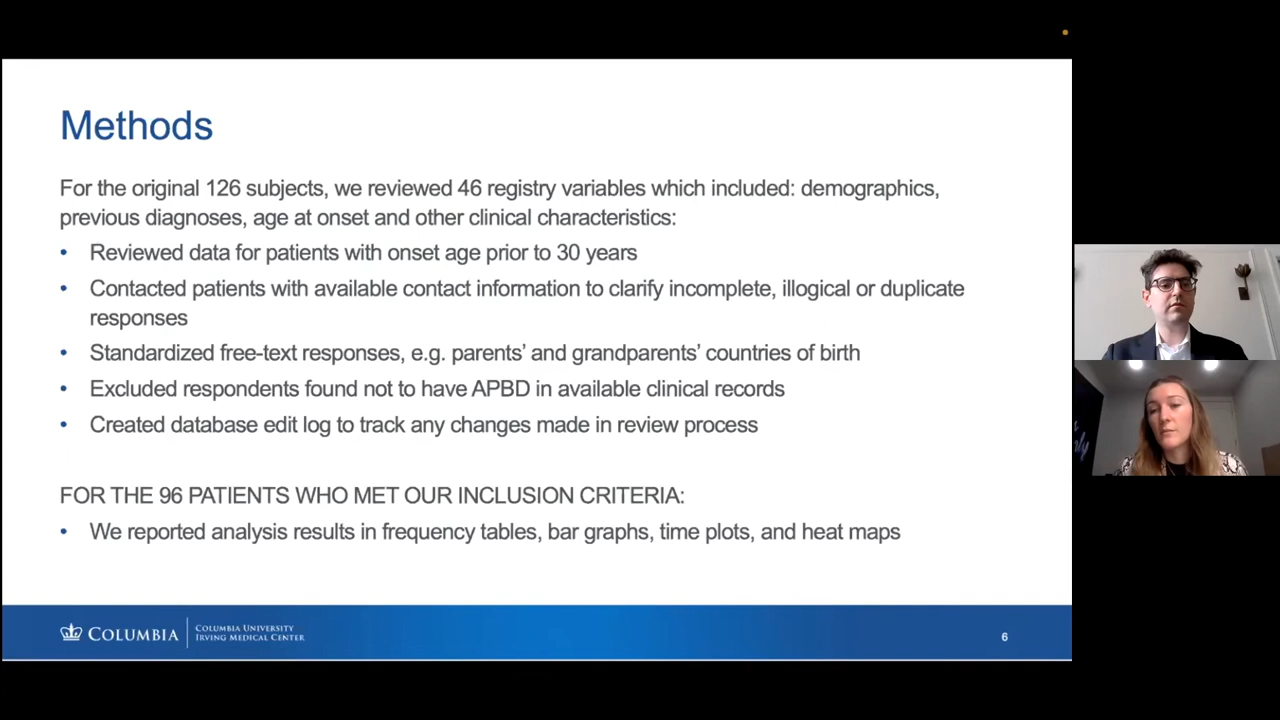 Methods
For the original 126 subjects, we reviewed 46 registry variables which included: demographics,
previous diagnoses, age at onset and other clinical characteristics:
• Reviewed data for patients with onset age prior to 30 years
• Contacted patients with available contact information to clarify incomplete, illogical or duplicate
responses
• Standardized free-text responses, e.g. parents’ and grandparents’ countries of birth
• Excluded respondents found not to have APBD in available clinical records
• Created database edit log to track any changes made in review process
FOR THE 96 PATIENTS WHO MET OUR INCLUSION CRITERIA:
• We reported analysis results in frequency tables, bar graphs, time plots, and heat maps
COLUMBIA
COLUMBIA UNIVERSITY
IRVING MEDICAL CENTER
6